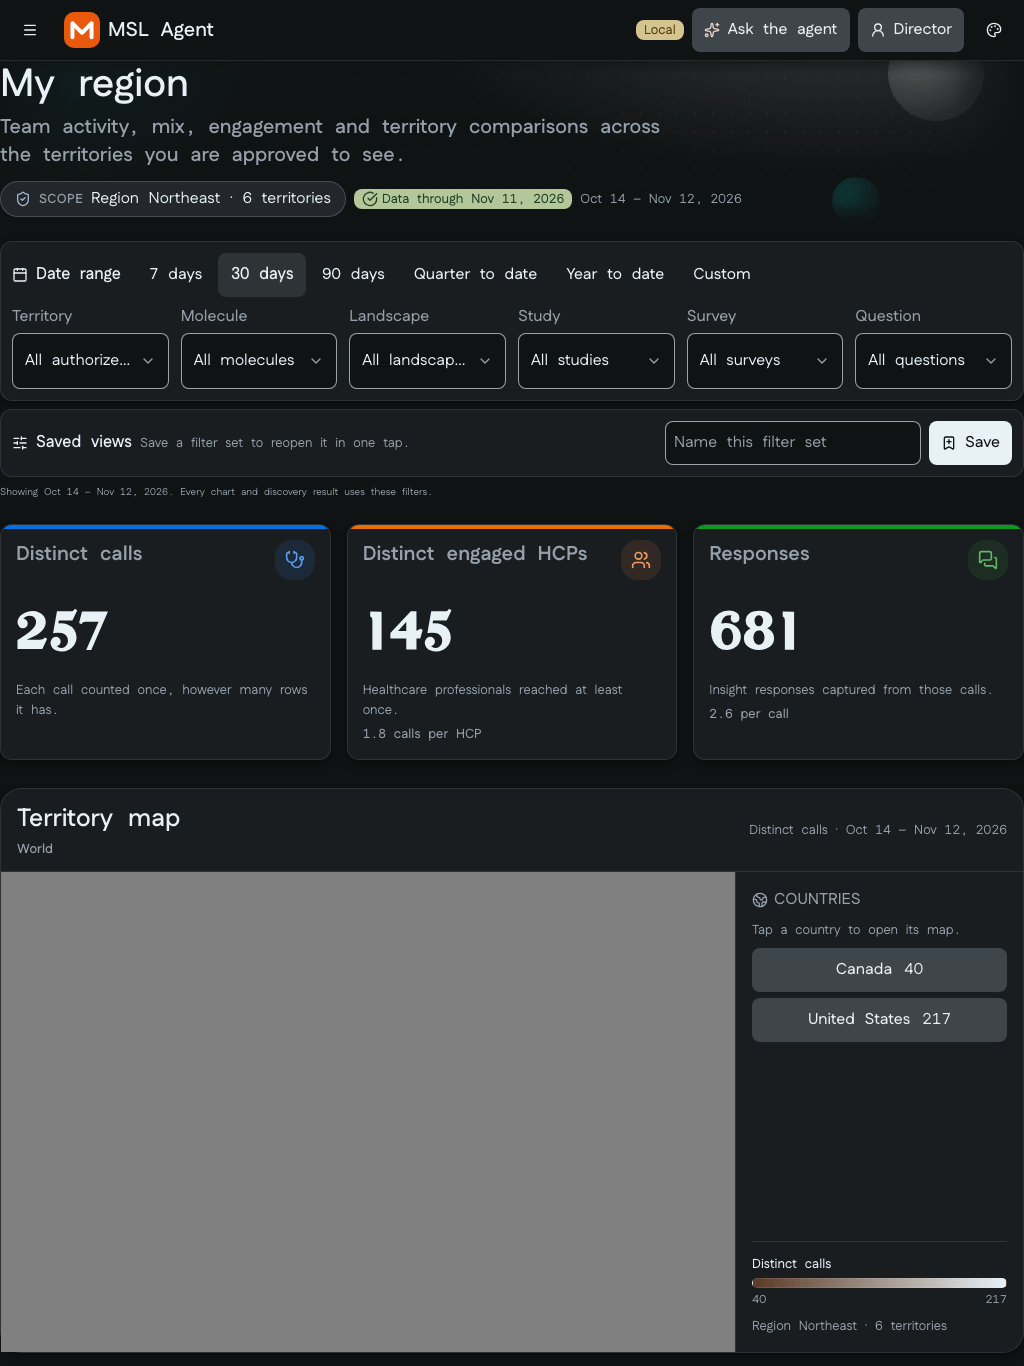 MSL Agent
Local
Ask the agent
Director
My region
Team activity, mix, engagement and territory comparisons across
the territories you are approved to see.
SCOPE Region Northeast · 6 territories
Data through Nov 11, 2026
Oct 14 – Nov 12, 2026
Date range
7 days
30 days
90 days
Quarter to date
Year to date
Custom
Territory
Molecule
Landscape
Study
Survey
Question
All authorize...
All molecules
All landscap...
All studies
All surveys
All questions
Saved views
Save a filter set to reopen it in one tap.
Name this filter set
Save
Showing Oct 14 – Nov 12, 2026. Every chart and discovery result uses these filters.
Distinct calls
257
Each call counted once, however many rows
it has.
Distinct engaged HCPs
145
Healthcare professionals reached at least
once.
1.8 calls per HCP
Responses
681
Insight responses captured from those calls.
2.6 per call
Territory map
World
Distinct calls · Oct 14 – Nov 12, 2026
COUNTRIES
Tap a country to open its map.
Canada 40
United States 217
Distinct calls
40
217
Region Northeast · 6 territories